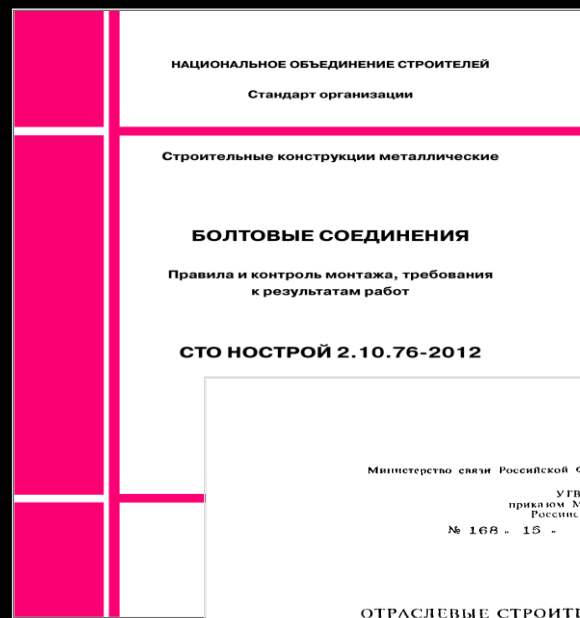 НАЦИОНАЛЬНОЕ ОБЪЕДИНЕНИЕ СТРОИТЕЛЕЙ
Стандарт организации
Строительные конструкции металлические
БОЛТОВЫЕ СОЕДИНЕНИЯ
Правила и контроль монтажа, требования
к результатам работ
СТО НОСТРОЙ 2.10.76-2012
Министерство связи Российской
приказом
№ 168 . 15 .
ОТРАСЛЕВЫЕ